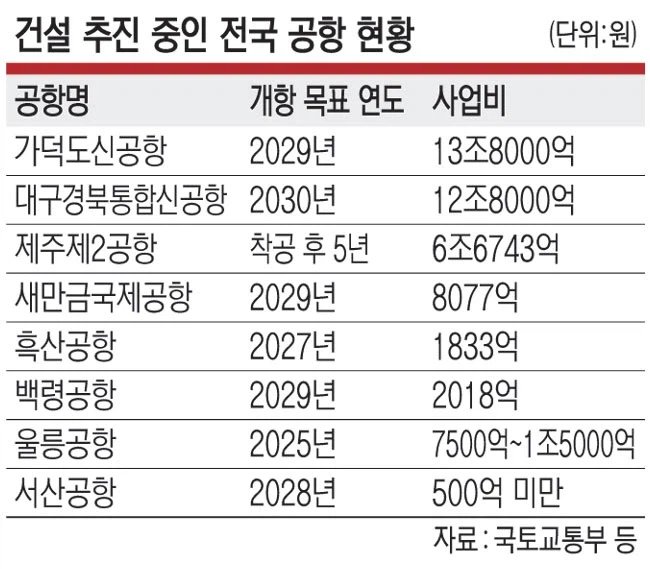 건설 추진 중인 전국 공항 현황 (단위:원)
공항명 개항 목표 연도 사업비
가덕도신공항 2029년 13조8000억
대구경북통합신공항 2030년 12조8000억
제주제2공항 착공 후 5년 6조6743억
새만금국제공항 2029년 8077억
흑산공항 2027년 1833억
백령공항 2029년 2018억
울릉공항 2025년 7500억~1조5000억
서산공항 2028년 500억 미만
자료 : 국토교통부 등